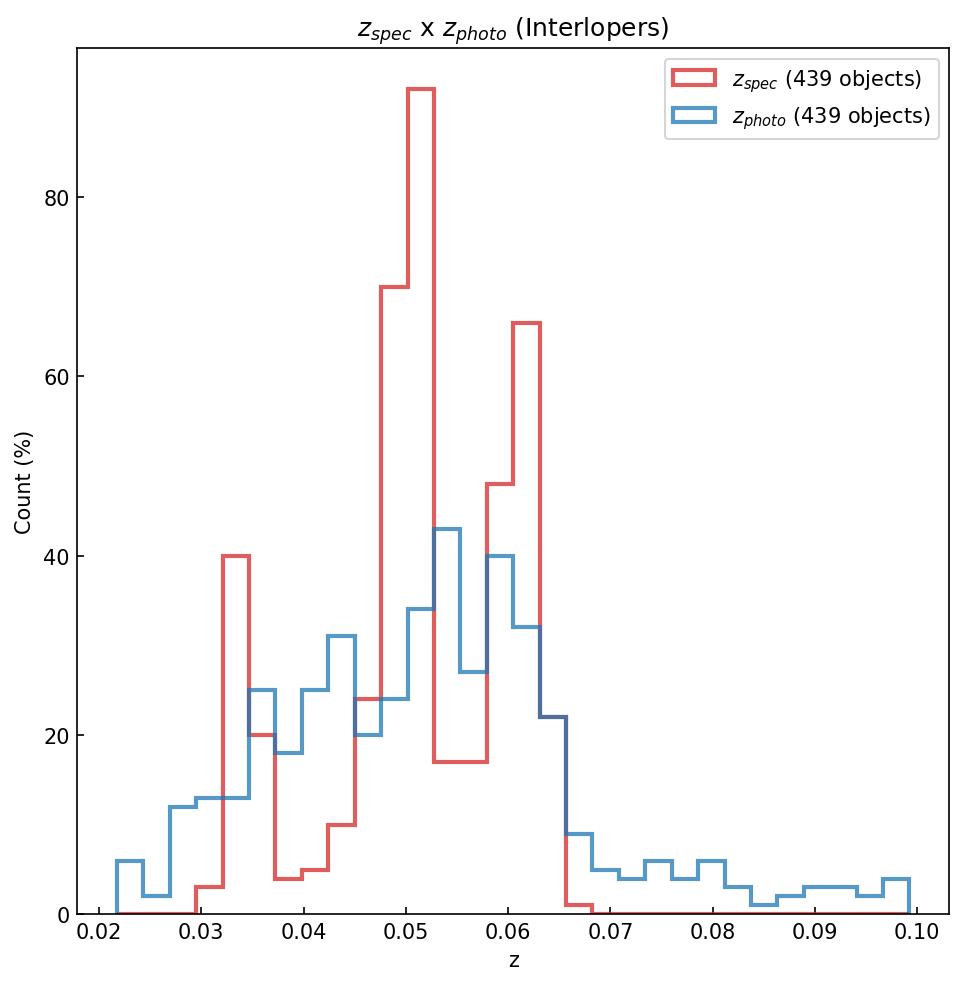 z_spec x z_photo (Interlopers)
z_spec (439 objects)
z_photo (439 objects)
Count (%)
80
60
40
20
0
0.02 0.03 0.04 0.05 0.06 0.07 0.08 0.09 0.10
z